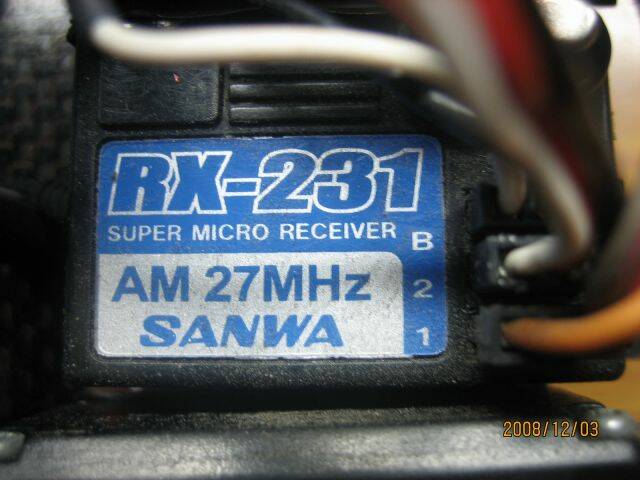 RX-231
SUPER MICRO RECEIVER
B
AM 27MHz
2
SANWA
1
2008/12/03